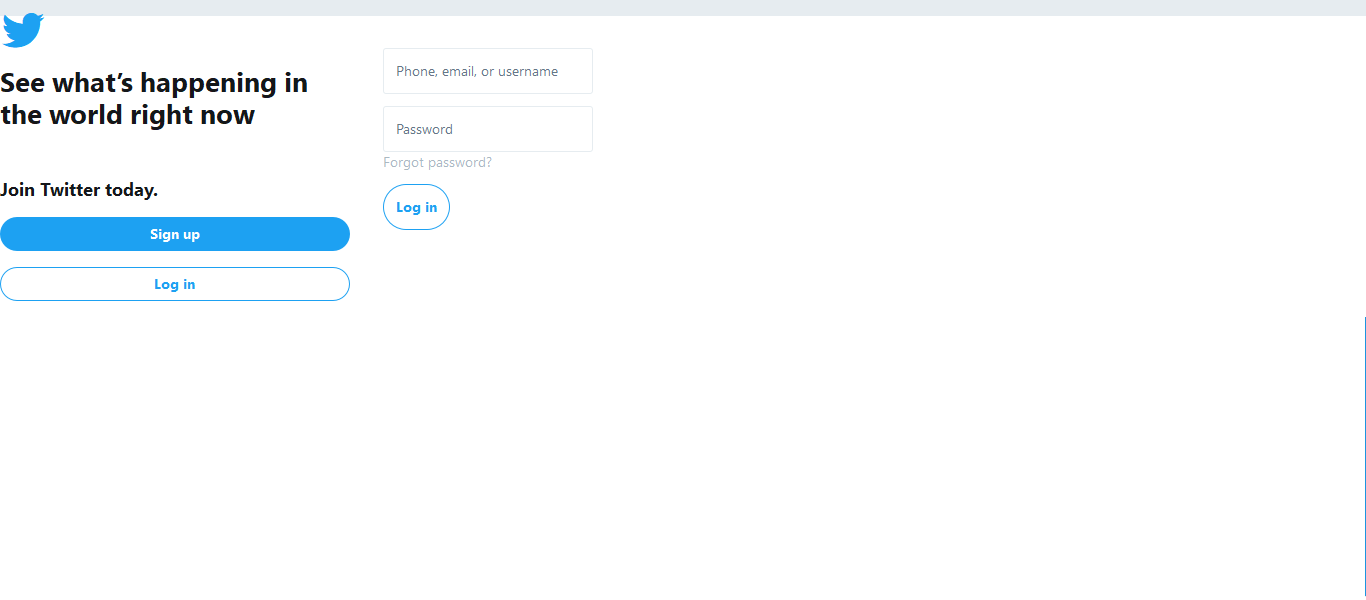 See what’s happening in
the world right now
Join Twitter today.
Sign up
Log in
Phone, email, or username
Password
Forgot password?
Log in